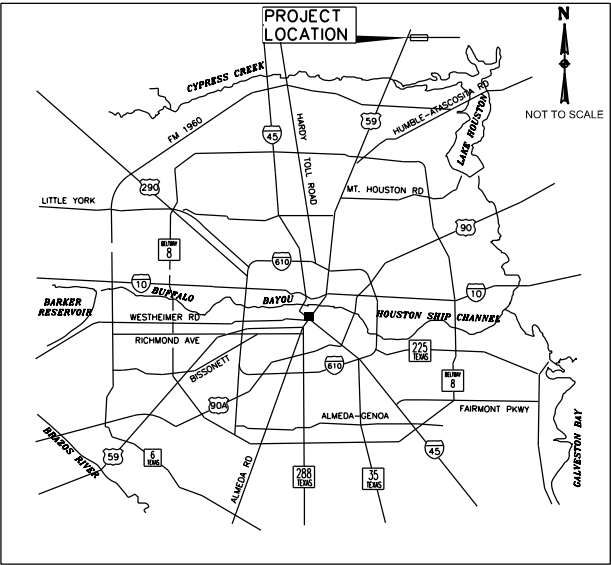 PROJECT
LOCATION
N
NOT TO SCALE
CYPRESS CREEK
HUMBLE-ATASCOSITA RD
LAKE HOUSTON
FM 1960
45
HARDY
TOLL ROAD
59
290
MT. HOUSTON RD
LITTLE YORK
90
BELTWAY
8
610
10
BUFFALO
BAYOU
10
BARKER
RESERVOIR
WESTHEIMER RD
HOUSTON SHIP CHANNEL
RICHMOND AVE
225
TEXAS
BISSONETT
610
BELTWAY
8
90A
ALMEDA-GENOA
FAIRMONT PKWY
GALVESTON BAY
BRAZOS RIVER
59
6
TEXAS
ALMEDA RD
288
TEXAS
35
TEXAS
45